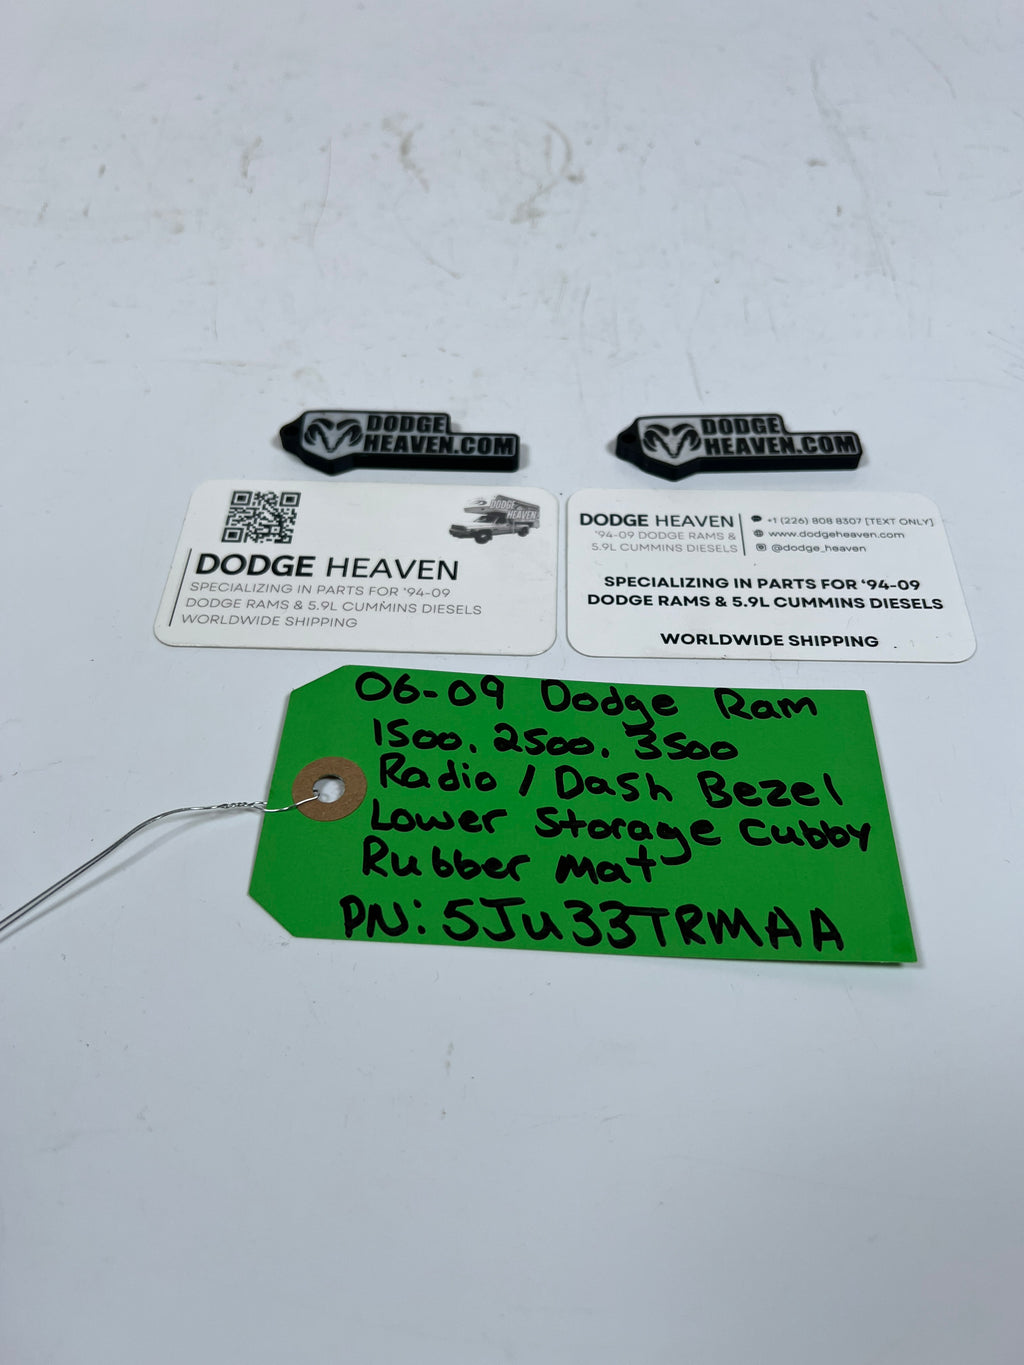 DODGE
HEAVEN.COM
DODGE
HEAVEN.COM
DODGE
HEAVEN
DODGE HEAVEN
SPECIALIZING IN PARTS FOR '94-09
DODGE RAMS & 5.9L CUMMINS DIESELS
WORLDWIDE SHIPPING
DODGE HEAVEN
'94-09 DODGE RAMS &
5.9L CUMMINS DIESELS
+1 (226) 808 8307 [TEXT ONLY]
www.dodgeheaven.com
@dodge_heaven
SPECIALIZING IN PARTS FOR '94-09
DODGE RAMS & 5.9L CUMMINS DIESELS
WORLDWIDE SHIPPING
06-09 Dodge Ram
1500. 2500. 3500
Radio / Dash Bezel
Lower Storage Cubby
Rubber Mat
PN: 5Ju33TRMAA